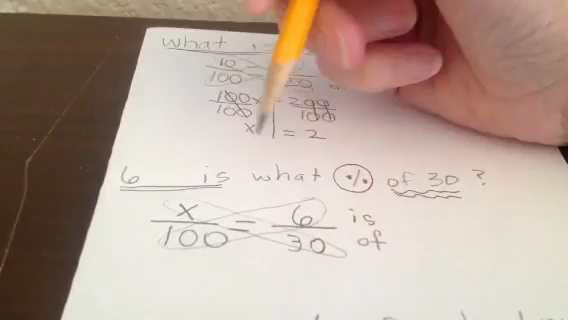 What i
10
100
100x = 200
100 100
x = 2
6 is what % of 30 ?
x = 6 is
100 30 of